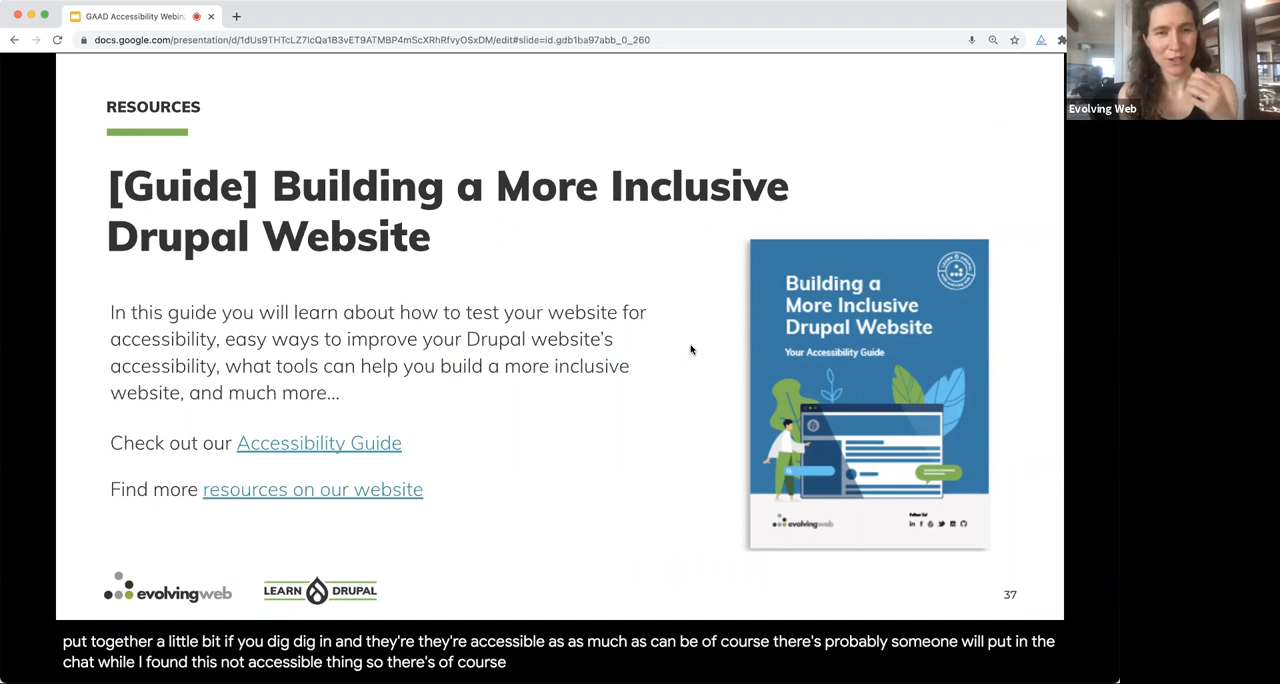 GAAD Accessibility Webin
docs.google.com/presentation/d/1dUs9THTcLZ7lcQa1B3vET9ATMBP4mScXRhRfvyOSxDM/edit#slide=id.gdb1ba97abb_0_260
Evolving Web
RESOURCES
[Guide] Building a More Inclusive
Drupal Website
In this guide you will learn about how to test your website for
accessibility, easy ways to improve your Drupal website's
accessibility, what tools can help you build a more inclusive
website, and much more...
Check out our Accessibility Guide
Find more resources on our website
Building a
More Inclusive
Drupal Website
Your Accessibility Guide
evolvingweb
Follow Us!
evolvingweb
LEARN DRUPAL
37
put together a little bit if you dig dig in and they're they're accessible as as much as can be of course there's probably someone will put in the
chat while I found this not accessible thing so there's of course